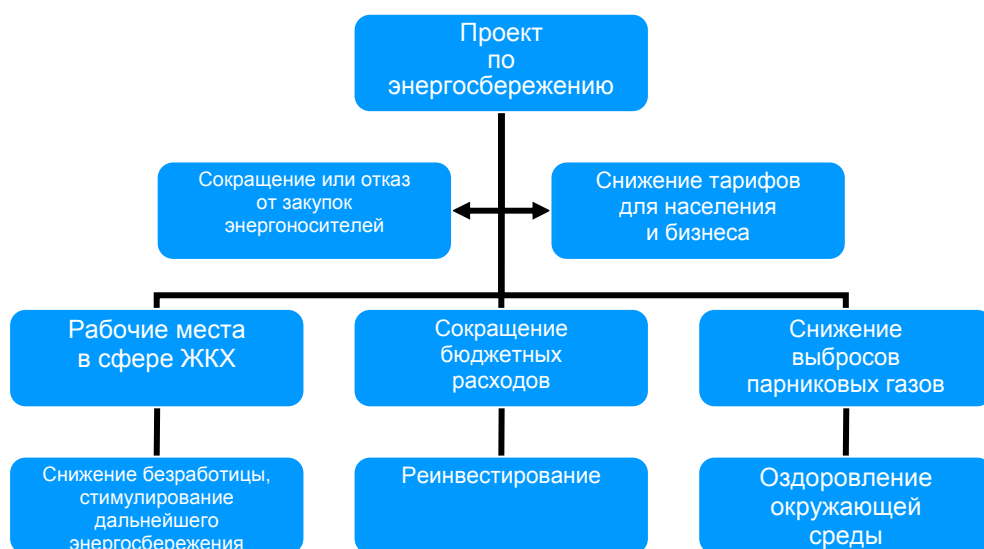 Проект
по
энергосбережению
Сокращение или отказ
от закупок
энергоносителей
Снижение тарифов
для населения
и бизнеса
Рабочие места
в сфере ЖКХ
Сокращение
бюджетных
расходов
Снижение
выбросов
парниковых газов
Снижение безработицы,
стимулирование
дальнейшего
энергосбережения
Реинвестирование
Оздоровление
окружающей
среды